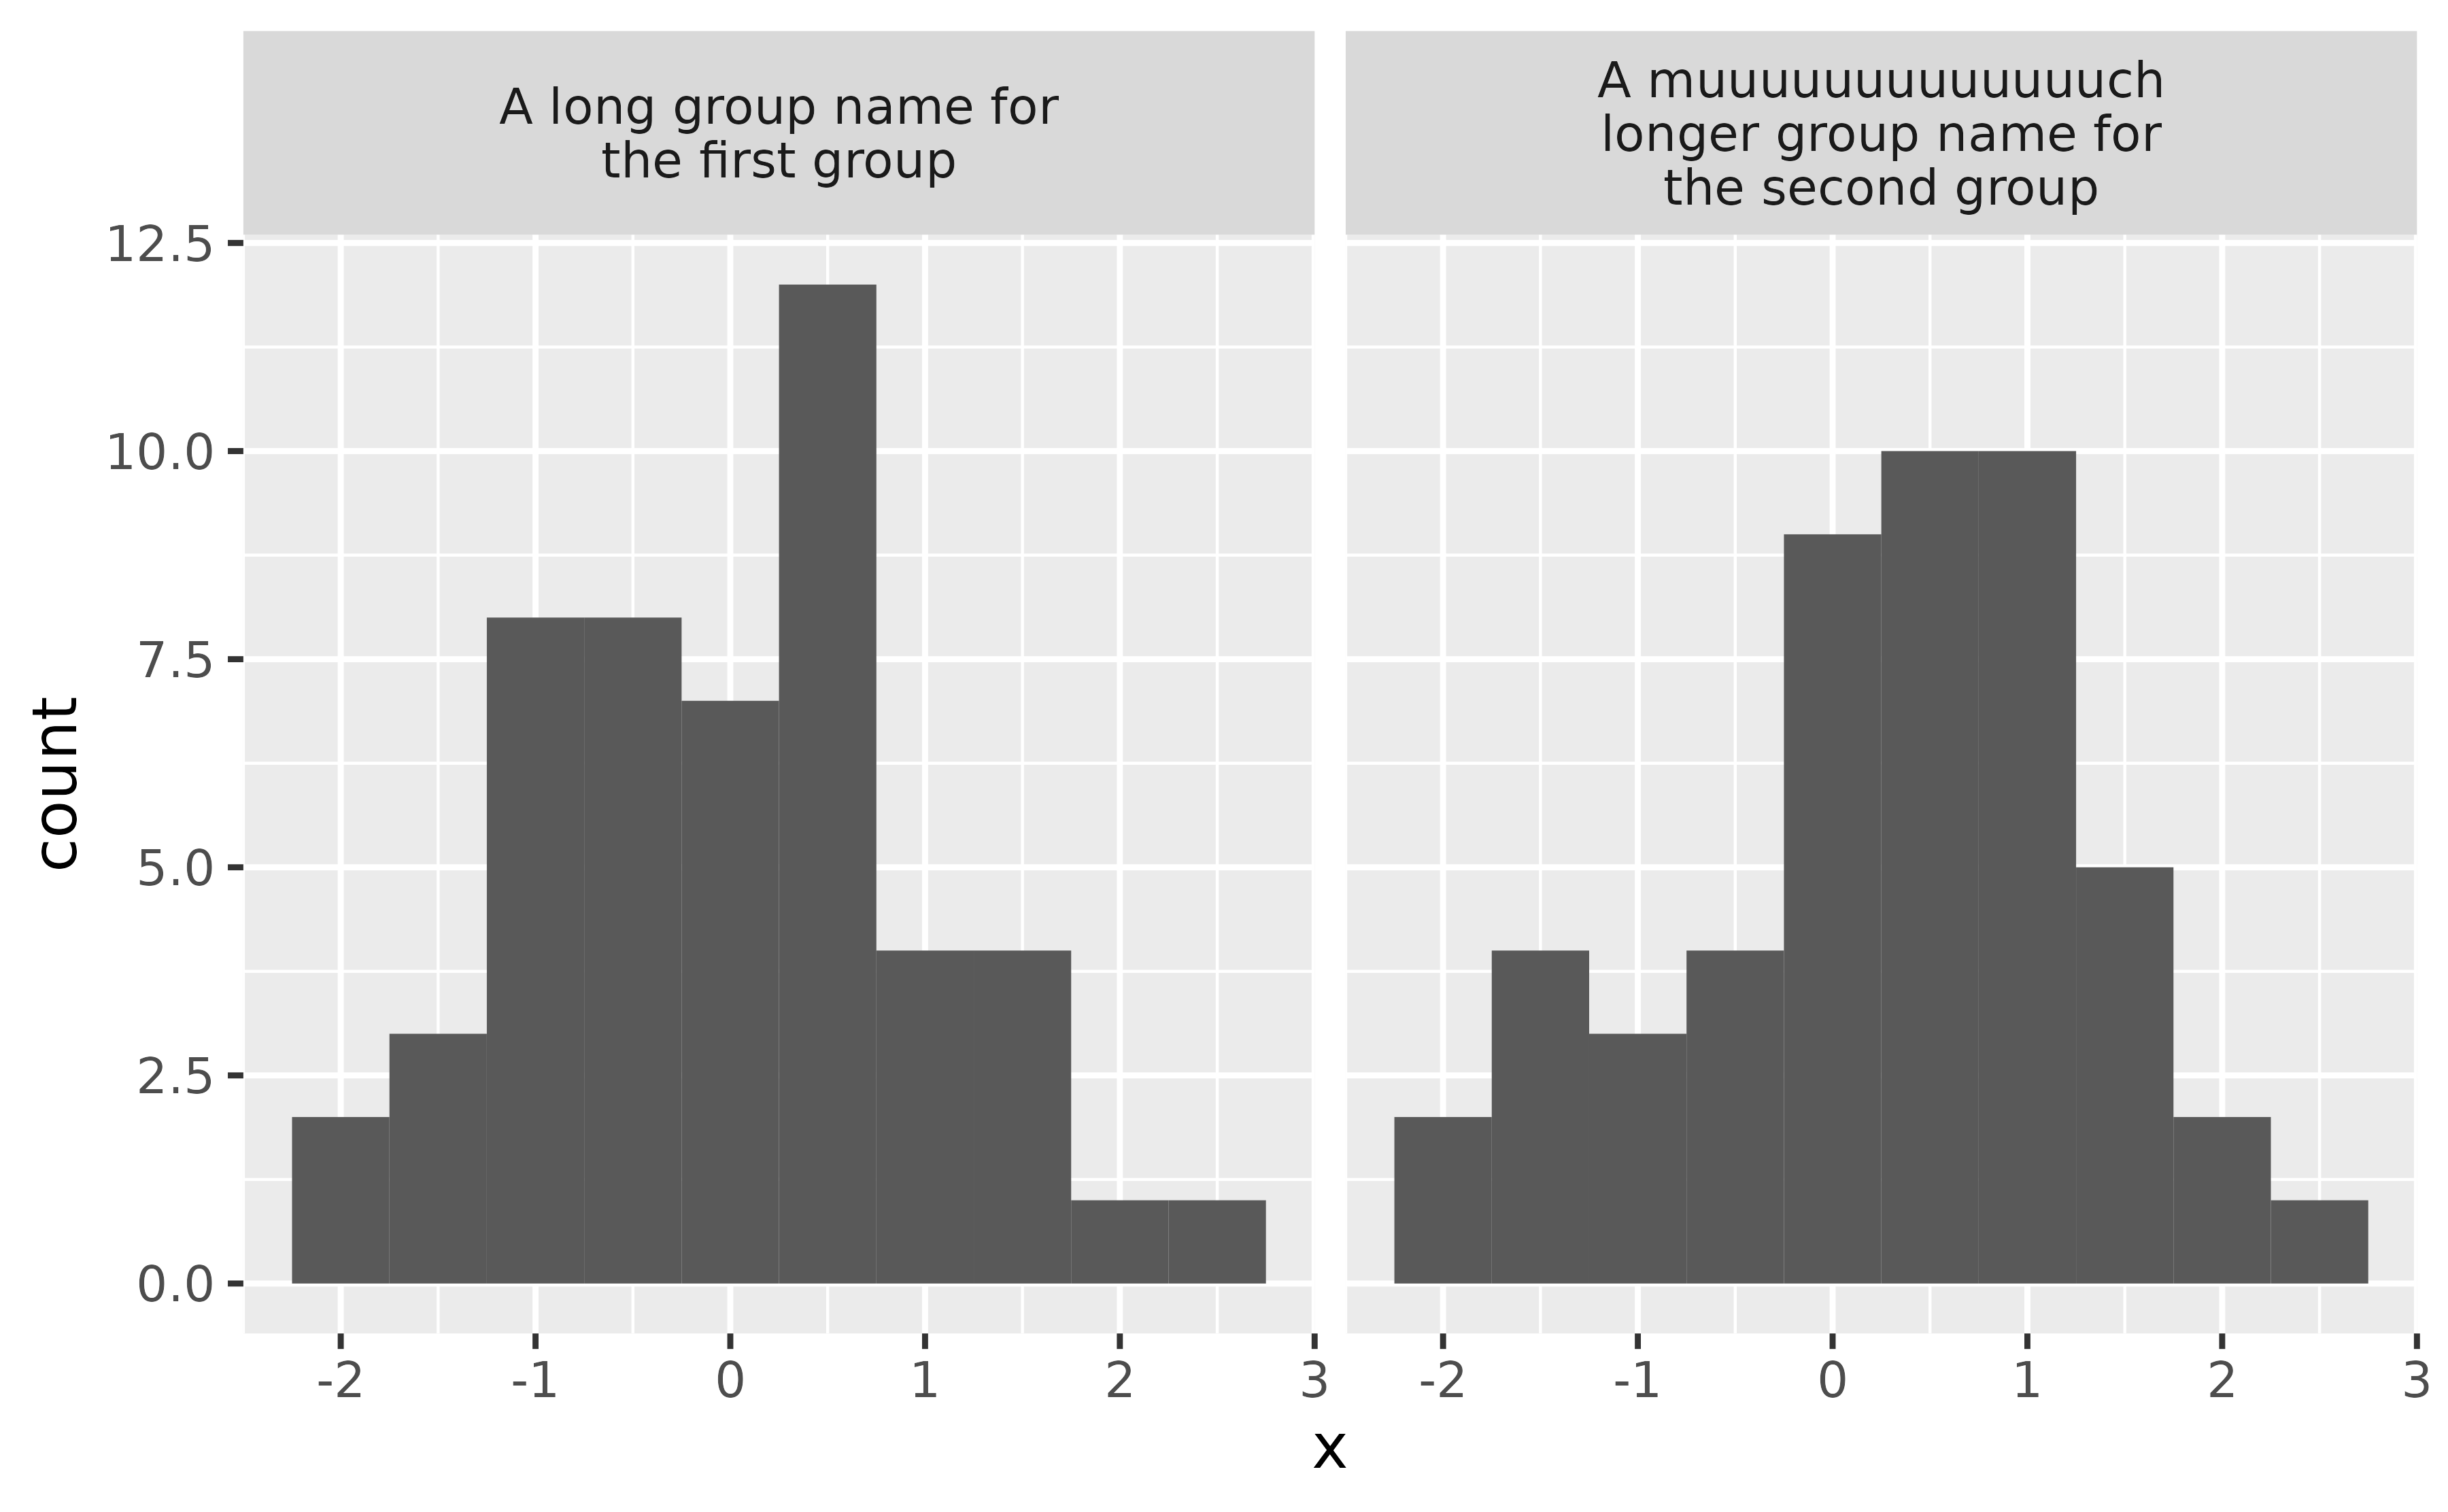 A long group name for
the first group
A muuuuuuuuuuuuuuch
longer group name for
the second group
12.5
10.0
7.5
5.0
2.5
0.0
count
-2 -1 0 1 2 3
-2 -1 0 1 2 3
x